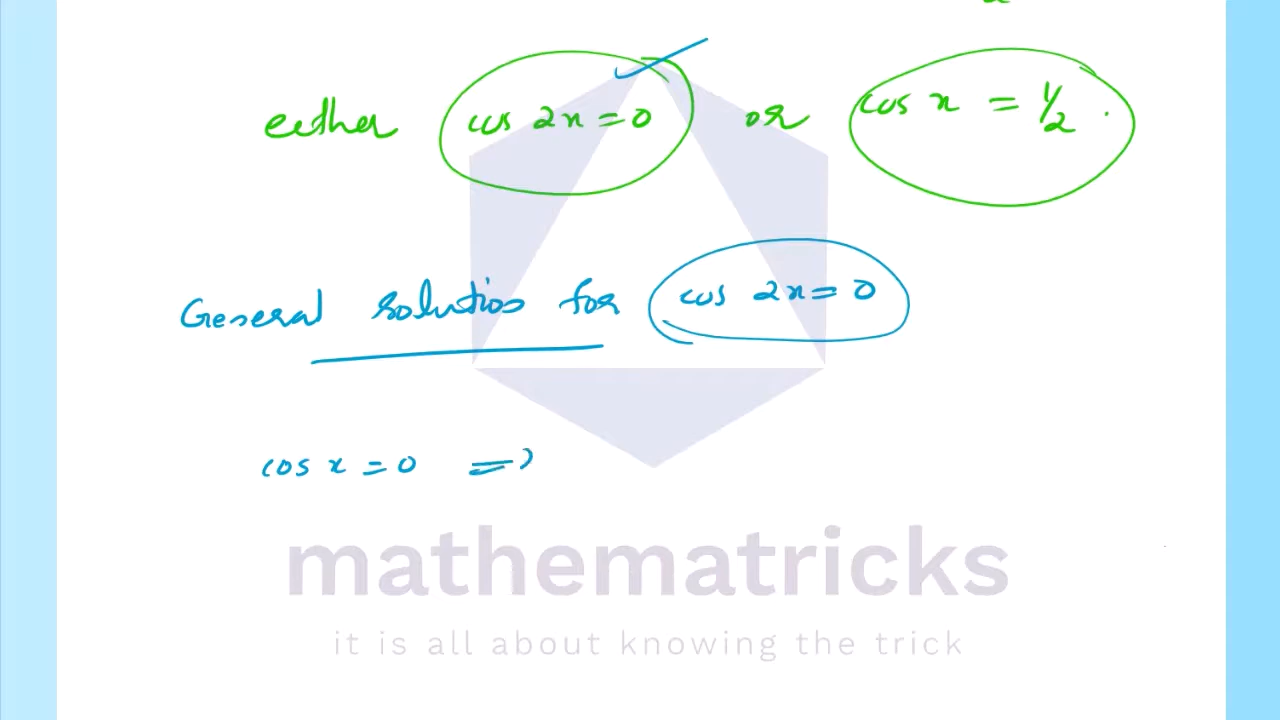 either cos 2x = 0 or cos x = 1/2 .
General solution for cos 2x = 0
cos x = 0 ⇒
mathematricks
it is all about knowing the trick